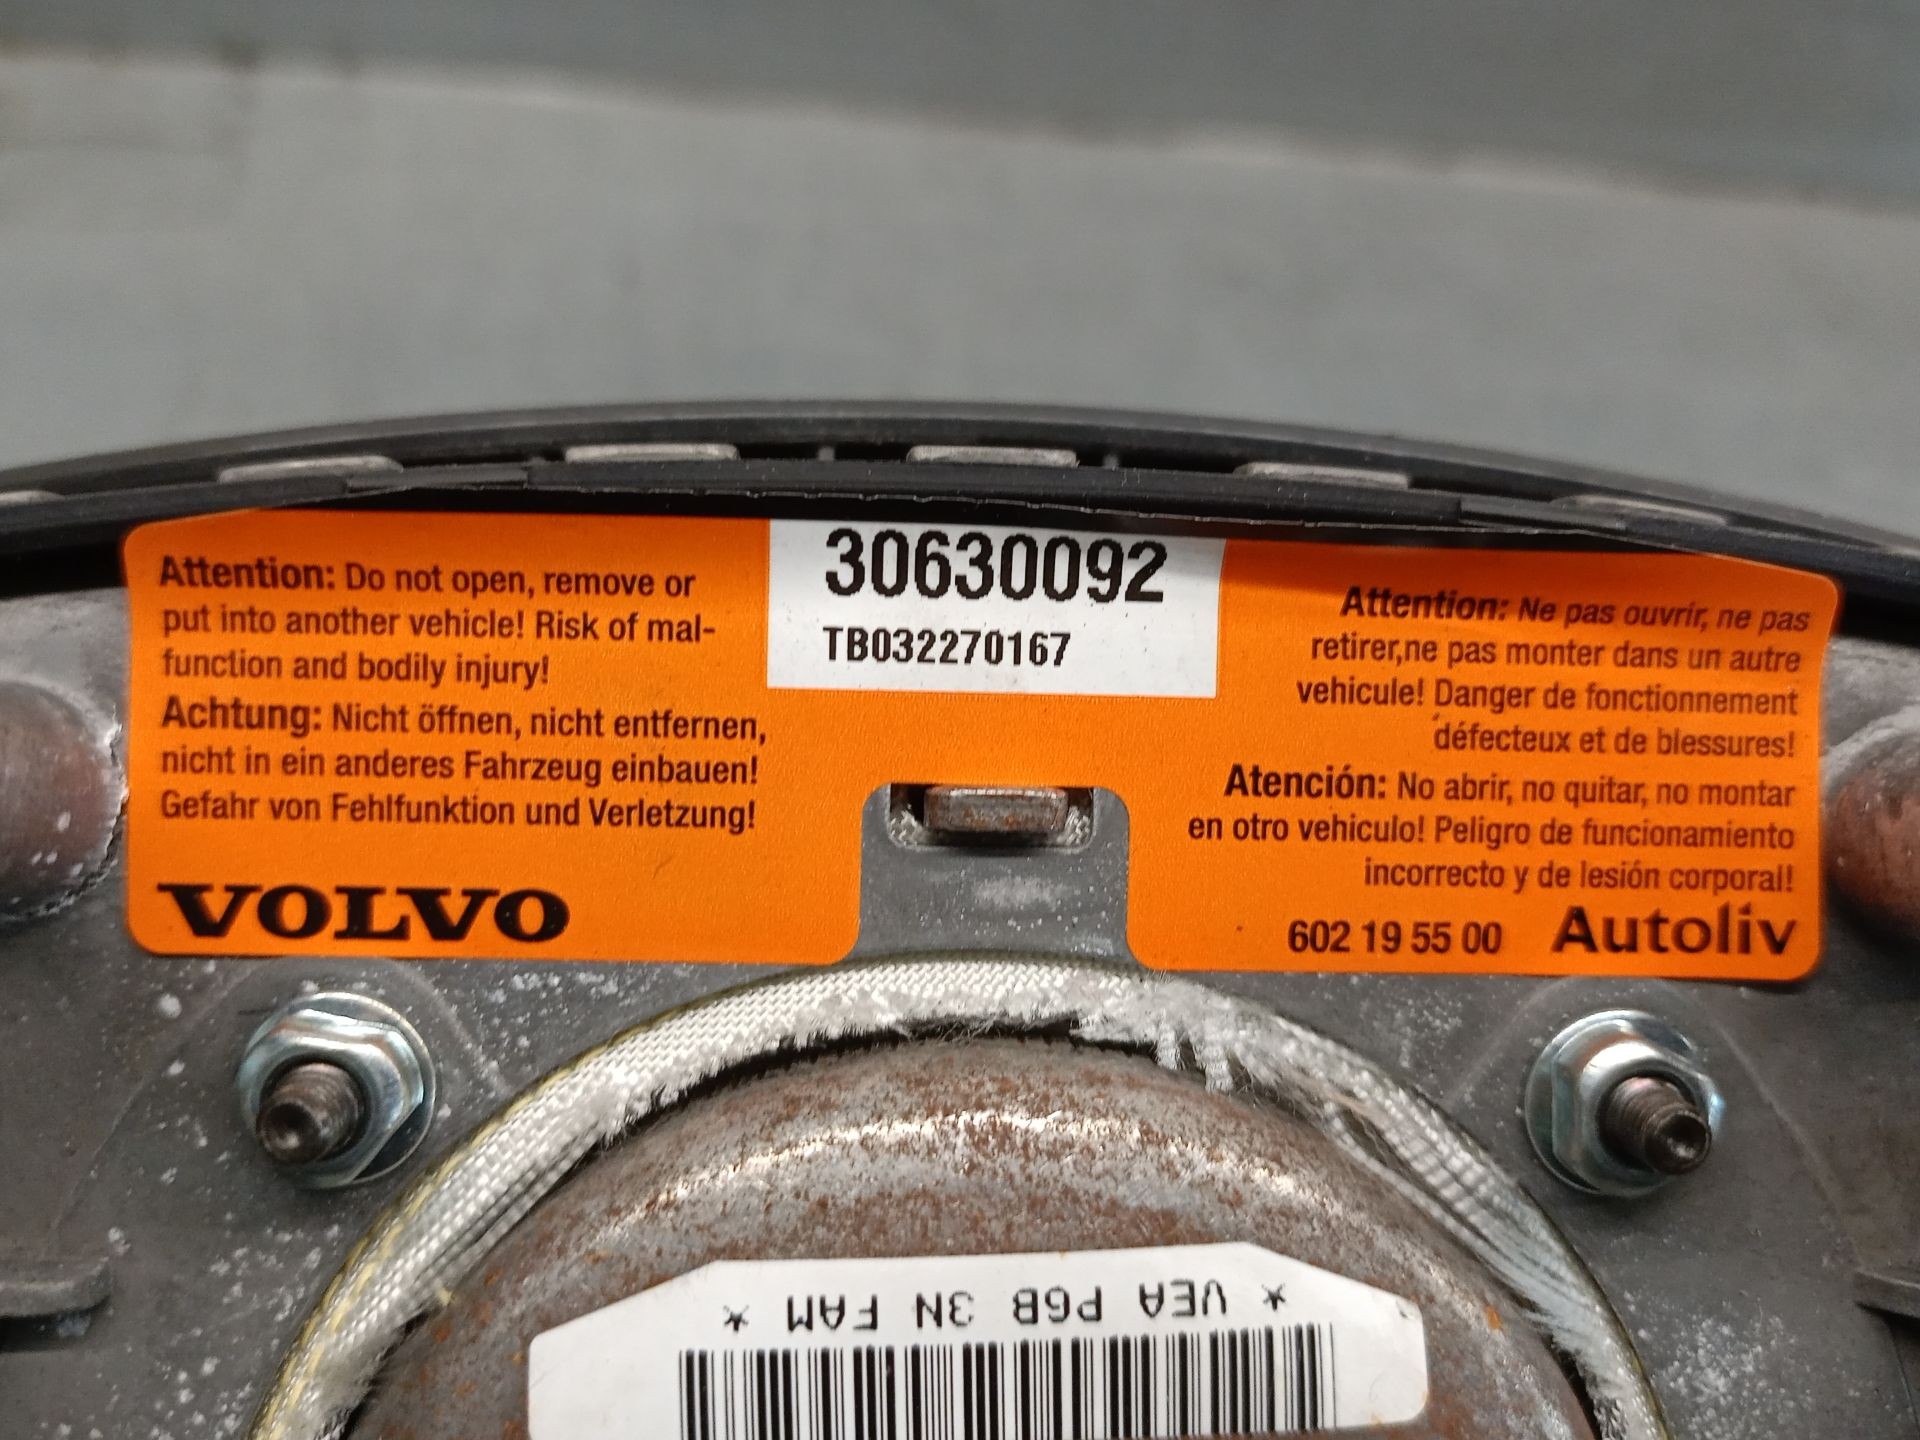 30630092
TB032270167
Attention: Do not open, remove or
put into another vehicle! Risk of mal-
function and bodily injury!
Achtung: Nicht öffnen, nicht entfernen,
nicht in ein anderes Fahrzeug einbauen!
Gefahr von Fehlfunktion und Verletzung!
VOLVO
Attention: Ne pas ouvrir, ne pas
retirer,ne pas monter dans un autre
vehicule! Danger de fonctionnement
défecteux et de blessures!
Atención: No abrir, no quitar, no montar
en otro vehiculo! Peligro de funcionamiento
incorrecto y de lesión corporal!
602 19 55 00 Autoliv
* VEA P6B 3N FAM *